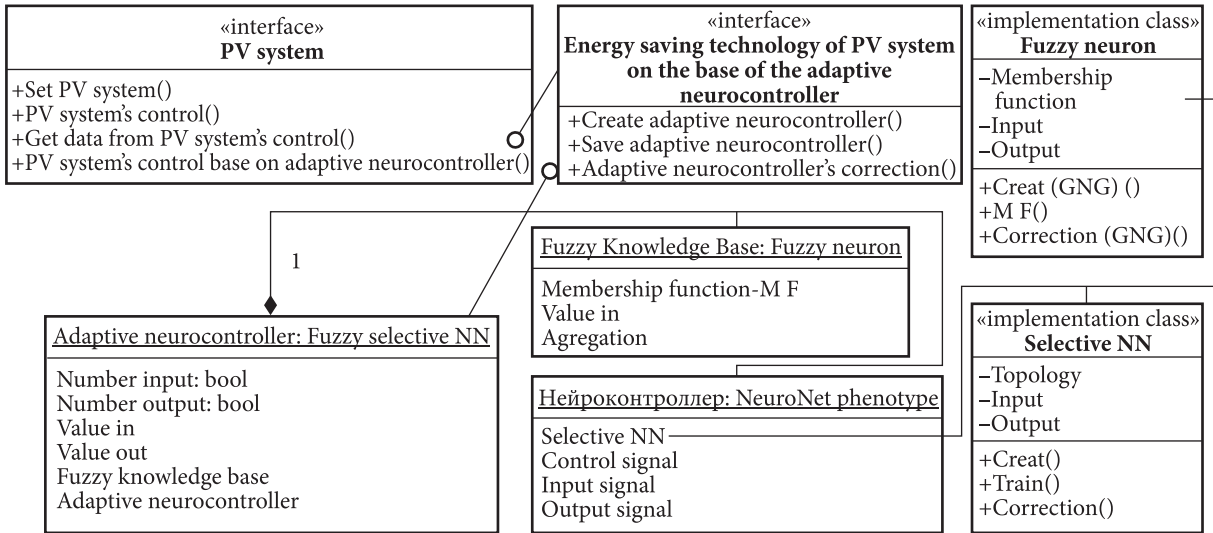 «interface»
PV system
+Set PV system()
+PV system's control()
+Get data from PV system's control()
+PV system's control base on adaptive neurocontroller()
«interface»
Energy saving technology of PV system
on the base of the adaptive
neurocontroller
+Create adaptive neurocontroller()
+Save adaptive neurocontroller()
+Adaptive neurocontroller's correction()
«implementation class»
Fuzzy neuron
–Membership
function
–Input
–Output
+Creat (GNG) ()
+M F()
+Correction (GNG)()
1
Adaptive neurocontroller: Fuzzy selective NN
Number input: bool
Number output: bool
Value in
Value out
Fuzzy knowledge base
Adaptive neurocontroller
Fuzzy Knowledge Base: Fuzzy neuron
Membership function-M F
Value in
Agregation
Нейроконтроллер: NeuroNet phenotype
Selective NN
Control signal
Input signal
Output signal
«implementation class»
Selective NN
–Topology
–Input
–Output
+Creat()
+Train()
+Correction()